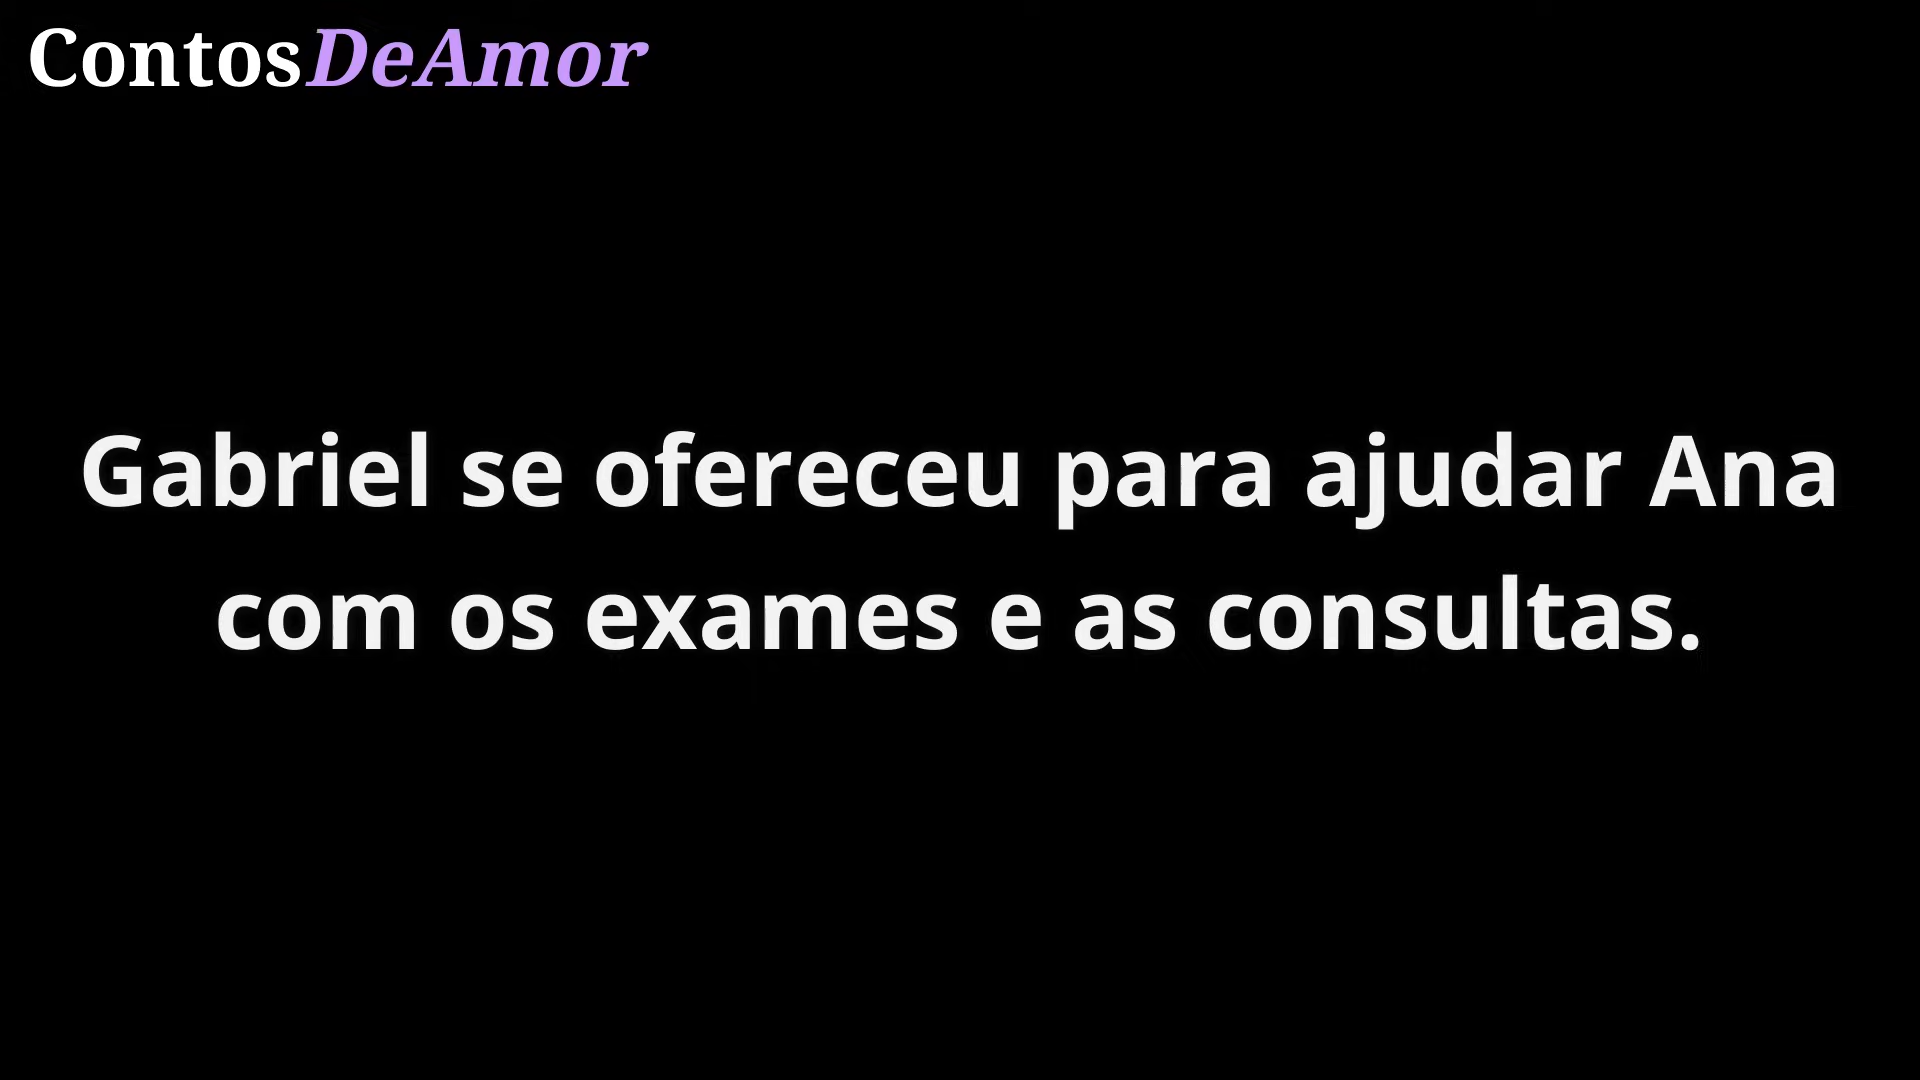 ContosDeAmor
Gabriel se ofereceu para ajudar Ana
com os exames e as consultas.